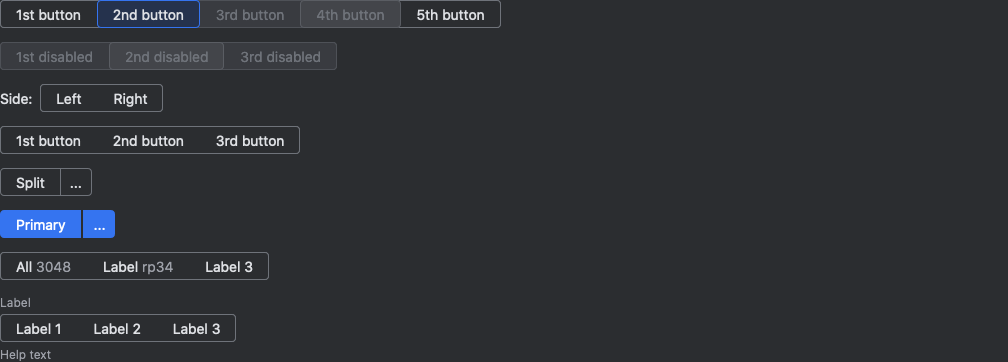 1st button 2nd button 3rd button 4th button 5th button
1st disabled 2nd disabled 3rd disabled
Side: Left Right
1st button 2nd button 3rd button
Split ...
Primary ...
All 3048 Label rp34 Label 3
Label
Label 1 Label 2 Label 3
Help text